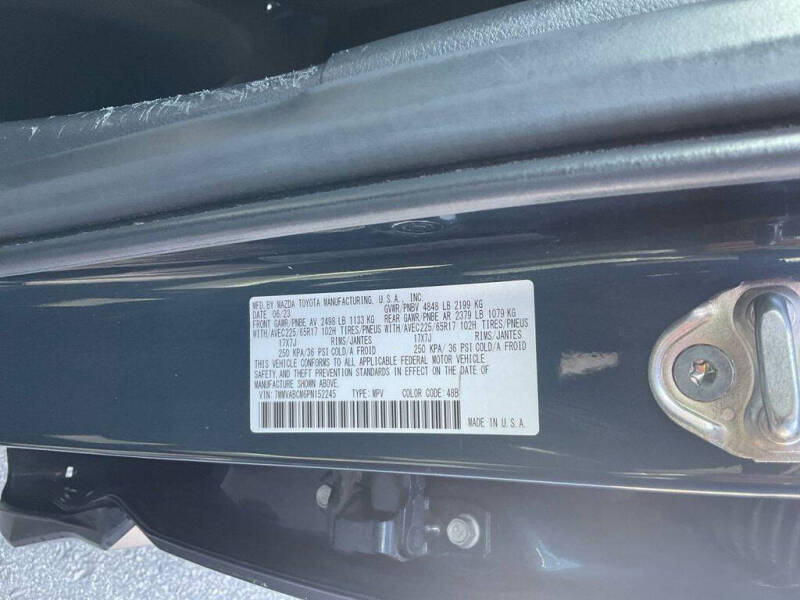 MFD. BY MAZDA TOYOTA MANUFACTURING, U.S.A., INC.
DATE 06/23 GVWR/PNBV 4848 LB 2199 KG
FRONT GAWR/PNBE AV 2498 LB 1133 KG REAR GAWR/PNBE AR 2379 LB 1079 KG
WITH/AVEC225/65R17 102H TIRES/PNEUS WITH/AVEC225/65R17 102H TIRES/PNEUS
17X7J RIMS/JANTES 17X7J RIMS/JANTES
250 KPA/36 PSI COLD/A FROID 250 KPA/ 36 PSI COLD/A FROID
THIS VEHICLE CONFORMS TO ALL APPLICABLE FEDERAL MOTOR VEHICLE
SAFETY, AND THEFT PREVENTION STANDARDS IN EFFECT ON THE DATE OF
MANUFACTURE SHOWN ABOVE.
VIN: 7MMVABCM6PN152245 TYPE: MPV COLOR CODE: 48B
MADE IN U.S.A.